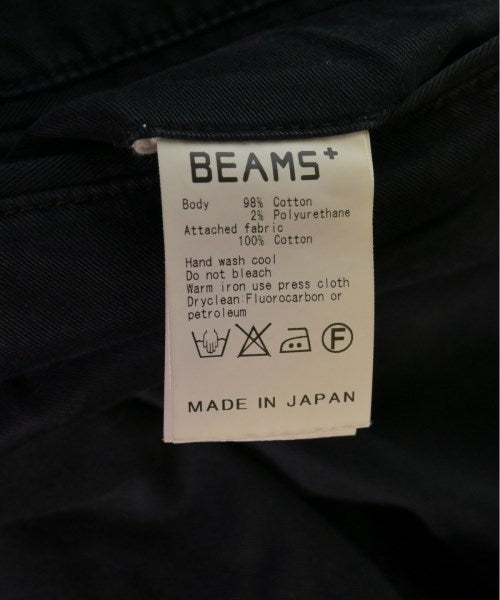 BEAMS+
Body 98% Cotton
2% Polyurethane
Attached fabric
100% Cotton
Hand wash cool
Do not bleach
Warm iron use press cloth
Dryclean:Fluorocarbon or
petroleum
F
MADE IN JAPAN